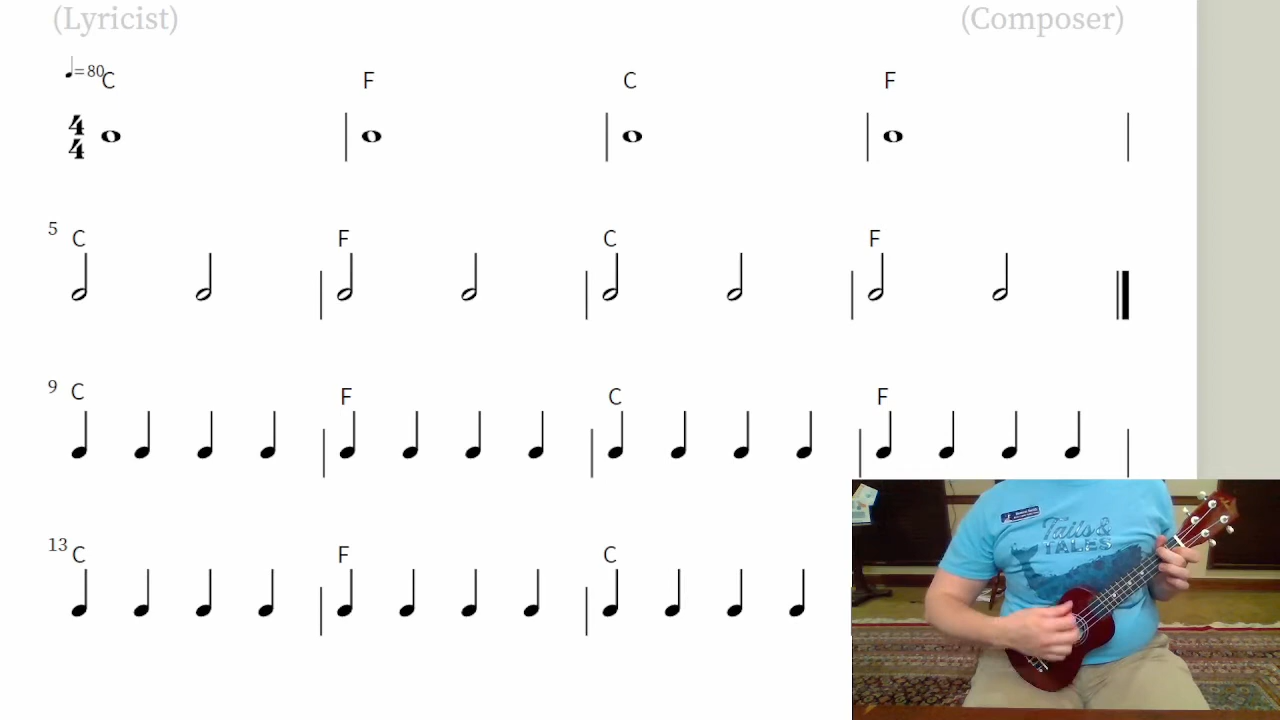 (Lyricist) (Composer)
♩=80
C F C F
4
4
5
C F C F
9
C F C F
13
C F C
Tails &
TALES